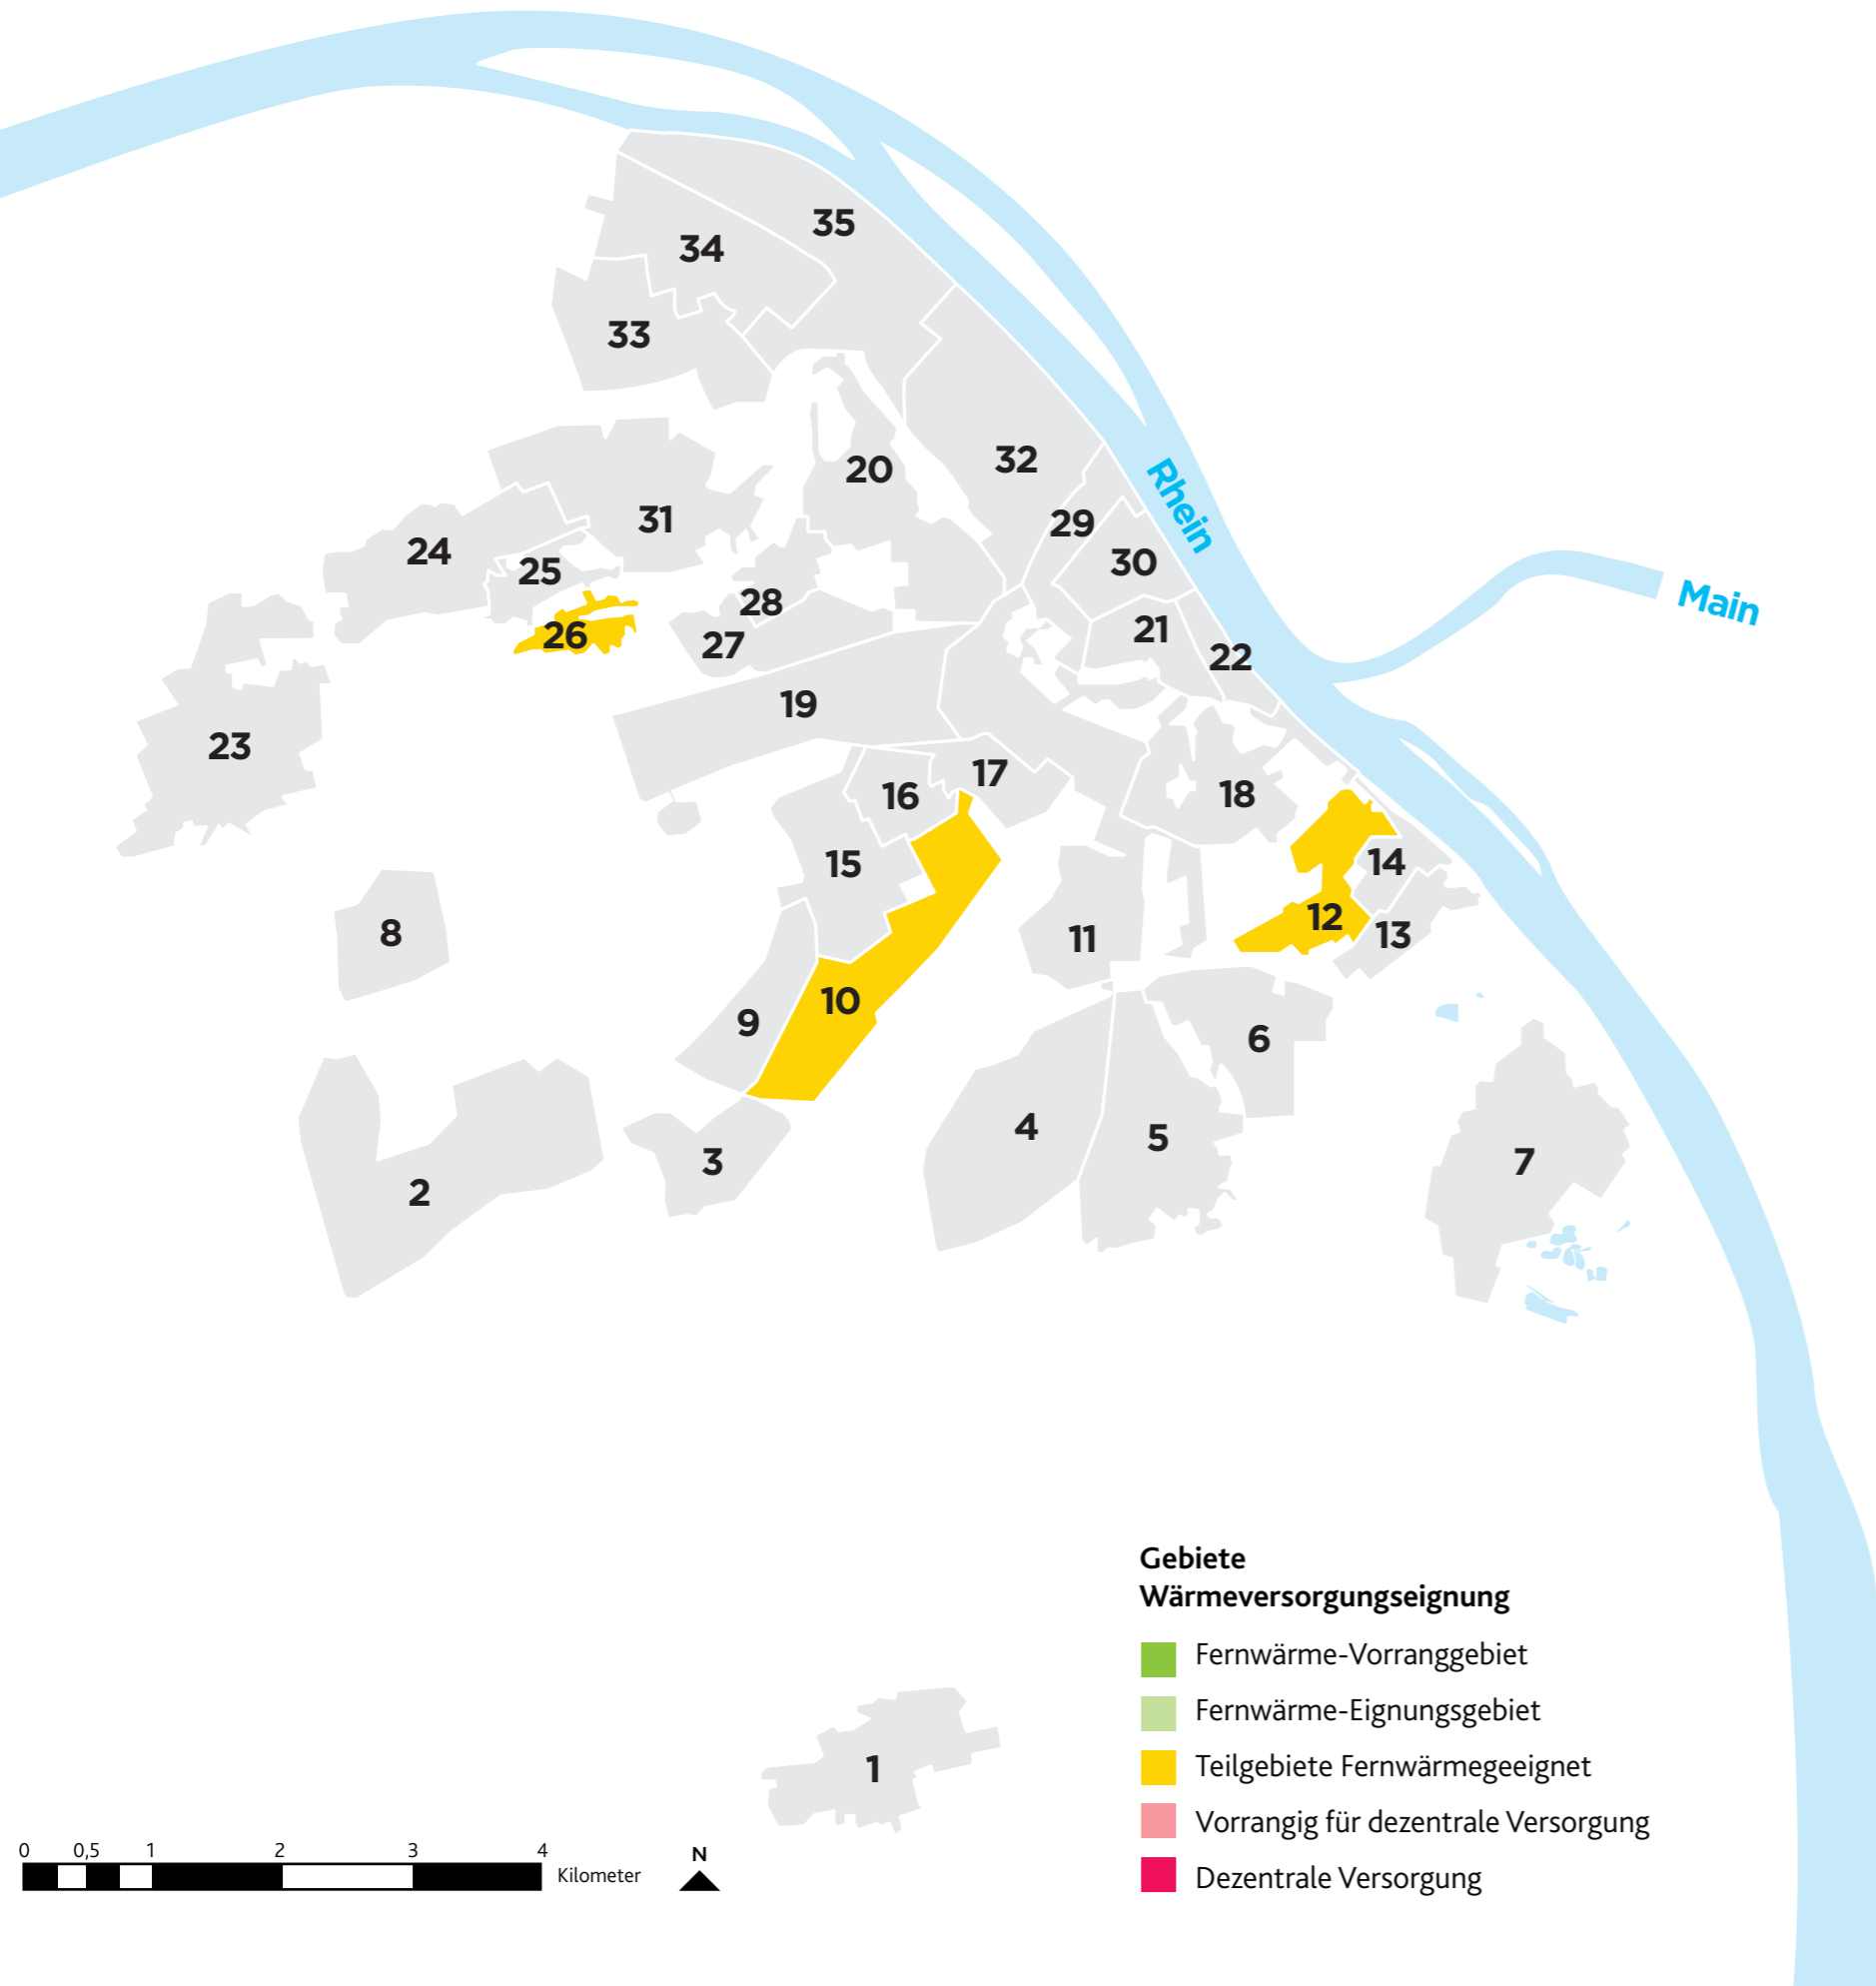 35
34
33
32
20
31
29
Rhein
24
30
25
Main
28
21
26
27
22
19
23
17
16
18
15
14
12
8
11
13
10
9
6
4
5
7
3
2
Gebiete
Wärmeversorgungseignung
Fernwärme-Vorranggebiet
Fernwärme-Eignungsgebiet
Teilgebiete Fernwärmegeeignet
Vorrangig für dezentrale Versorgung
Dezentrale Versorgung
1
0 0,5 1 2 3 4
Kilometer
N